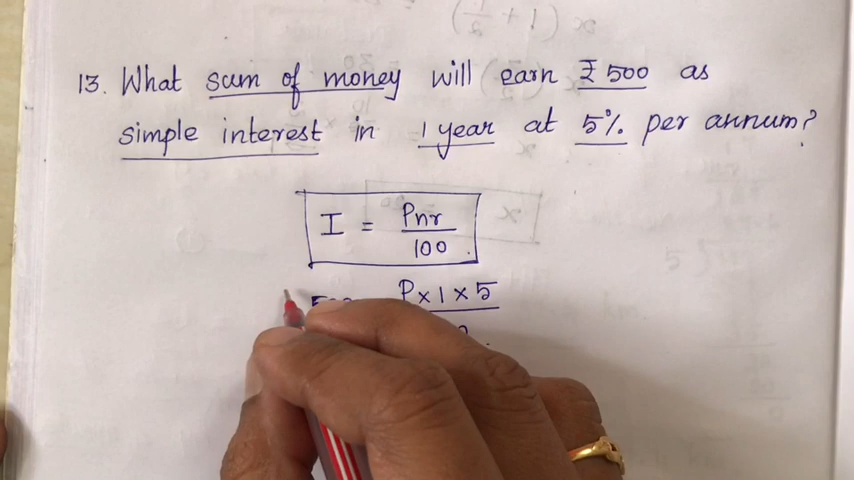 13. What sum of money will earn ₹ 500 as
simple interest in 1 year at 5% per annum?
I = Pnr
100
P x 1 x 5